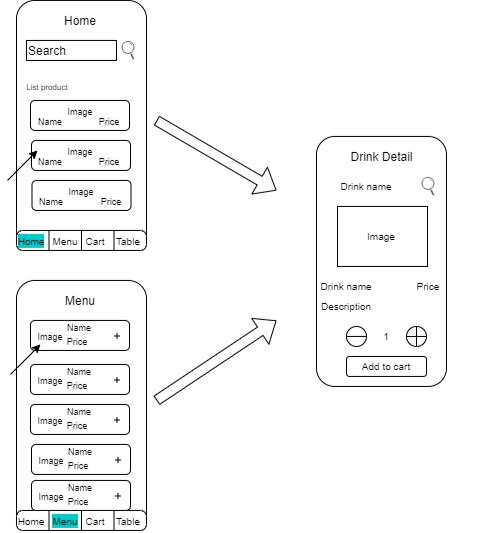 Home
Search
List product
Image
Name Price
Image
Name Price
Image
Name Price
Home Menu Cart Table
Menu
Name
Image +
Price
Name
Image +
Price
Name
Image +
Price
Name
Image +
Price
Name
Image +
Price
Home Menu Cart Table
Drink Detail
Drink name
Image
Drink name Price
Description
1
Add to cart